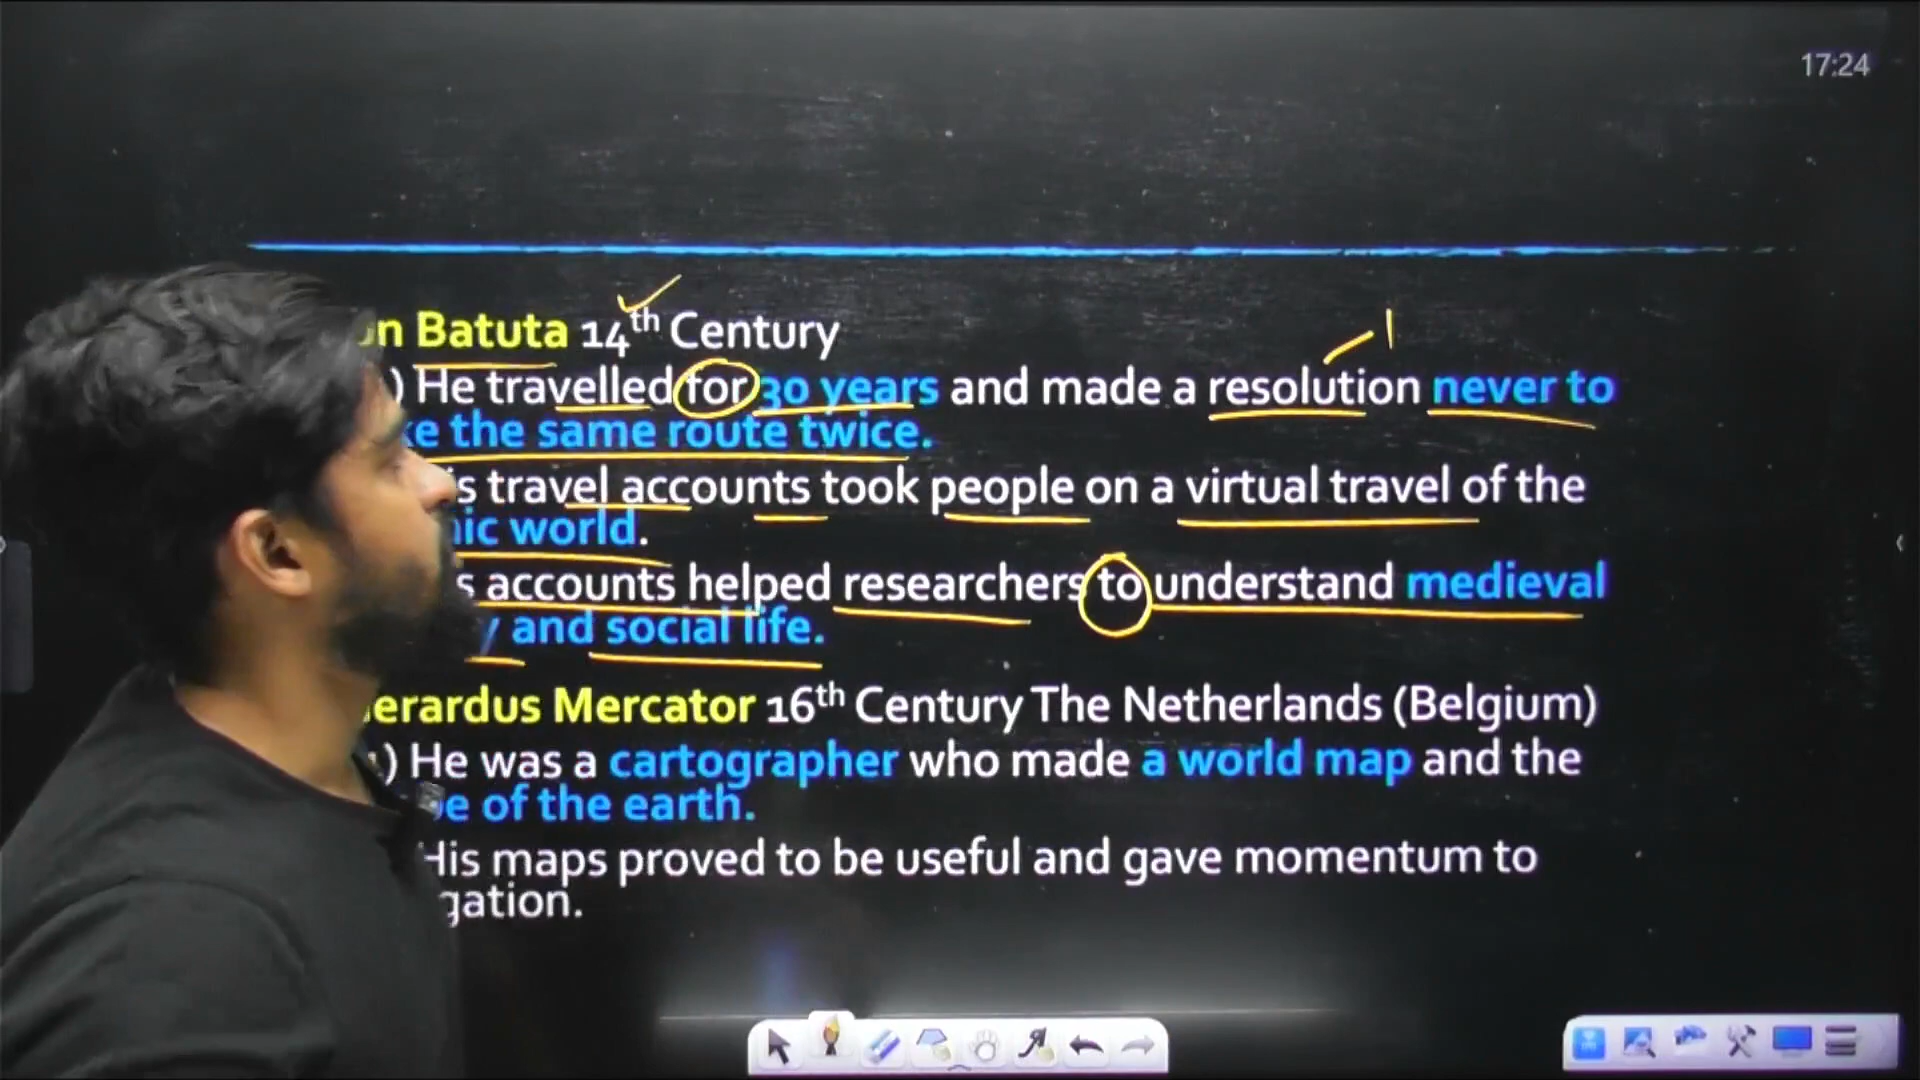 17:24
Batuta 14th Century
) He travelled for 30 years and made a resolution never to
the same route twice.
travel accounts took people on a virtual travel of the
world.
accounts helped researchers to understand medieval
and social life.
Mercator 16th Century The Netherlands (Belgium)
) He was a cartographer who made a world map and the
of the earth.
His maps proved to be useful and gave momentum to